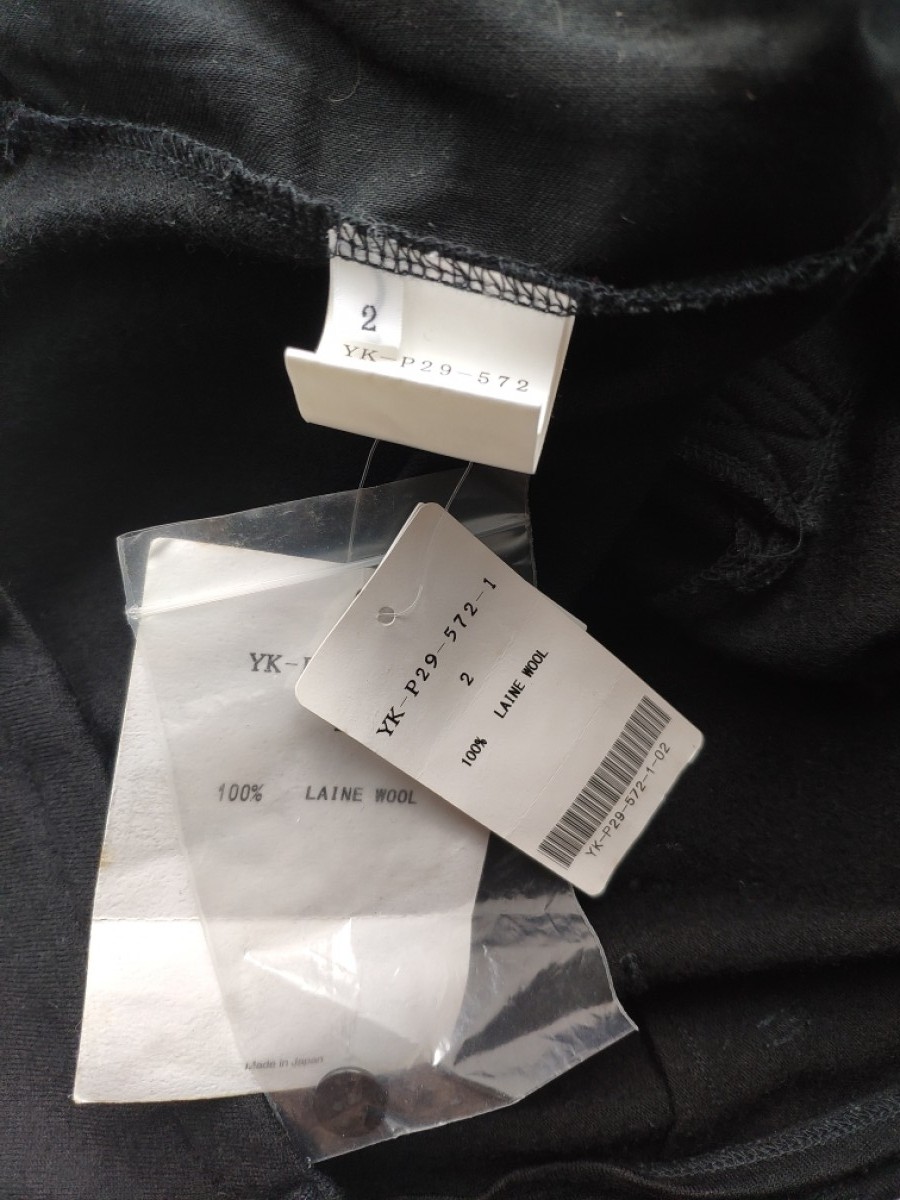 2
YK-P29-572
YK-P29-572-1
2
100% LAINE WOOL
YK-P29-572-1-02
YK-
100% LAINE WOOL
Made in Japan